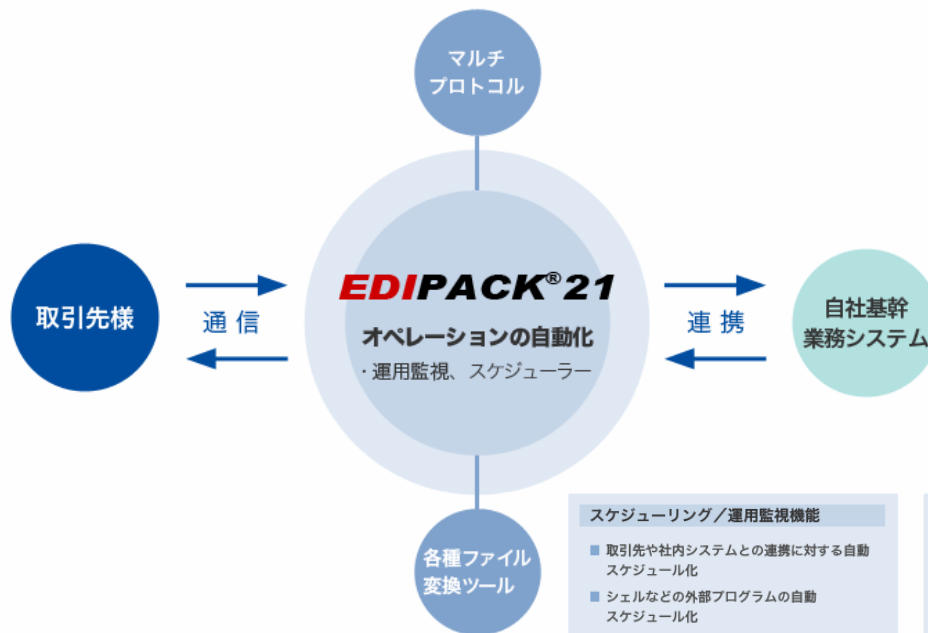 マルチ
プロトコル
EDIPACK®21
オペレーションの自動化
・運用監視、スケジューラー
取引先様
通信
連携
自社基幹
業務システム
各種ファイル
変換ツール
スケジューリング／運用監視機能
■ 取引先や社内システムとの連携に対する自動
スケジュール化
■ シェルなどの外部プログラムの自動
スケジュール化